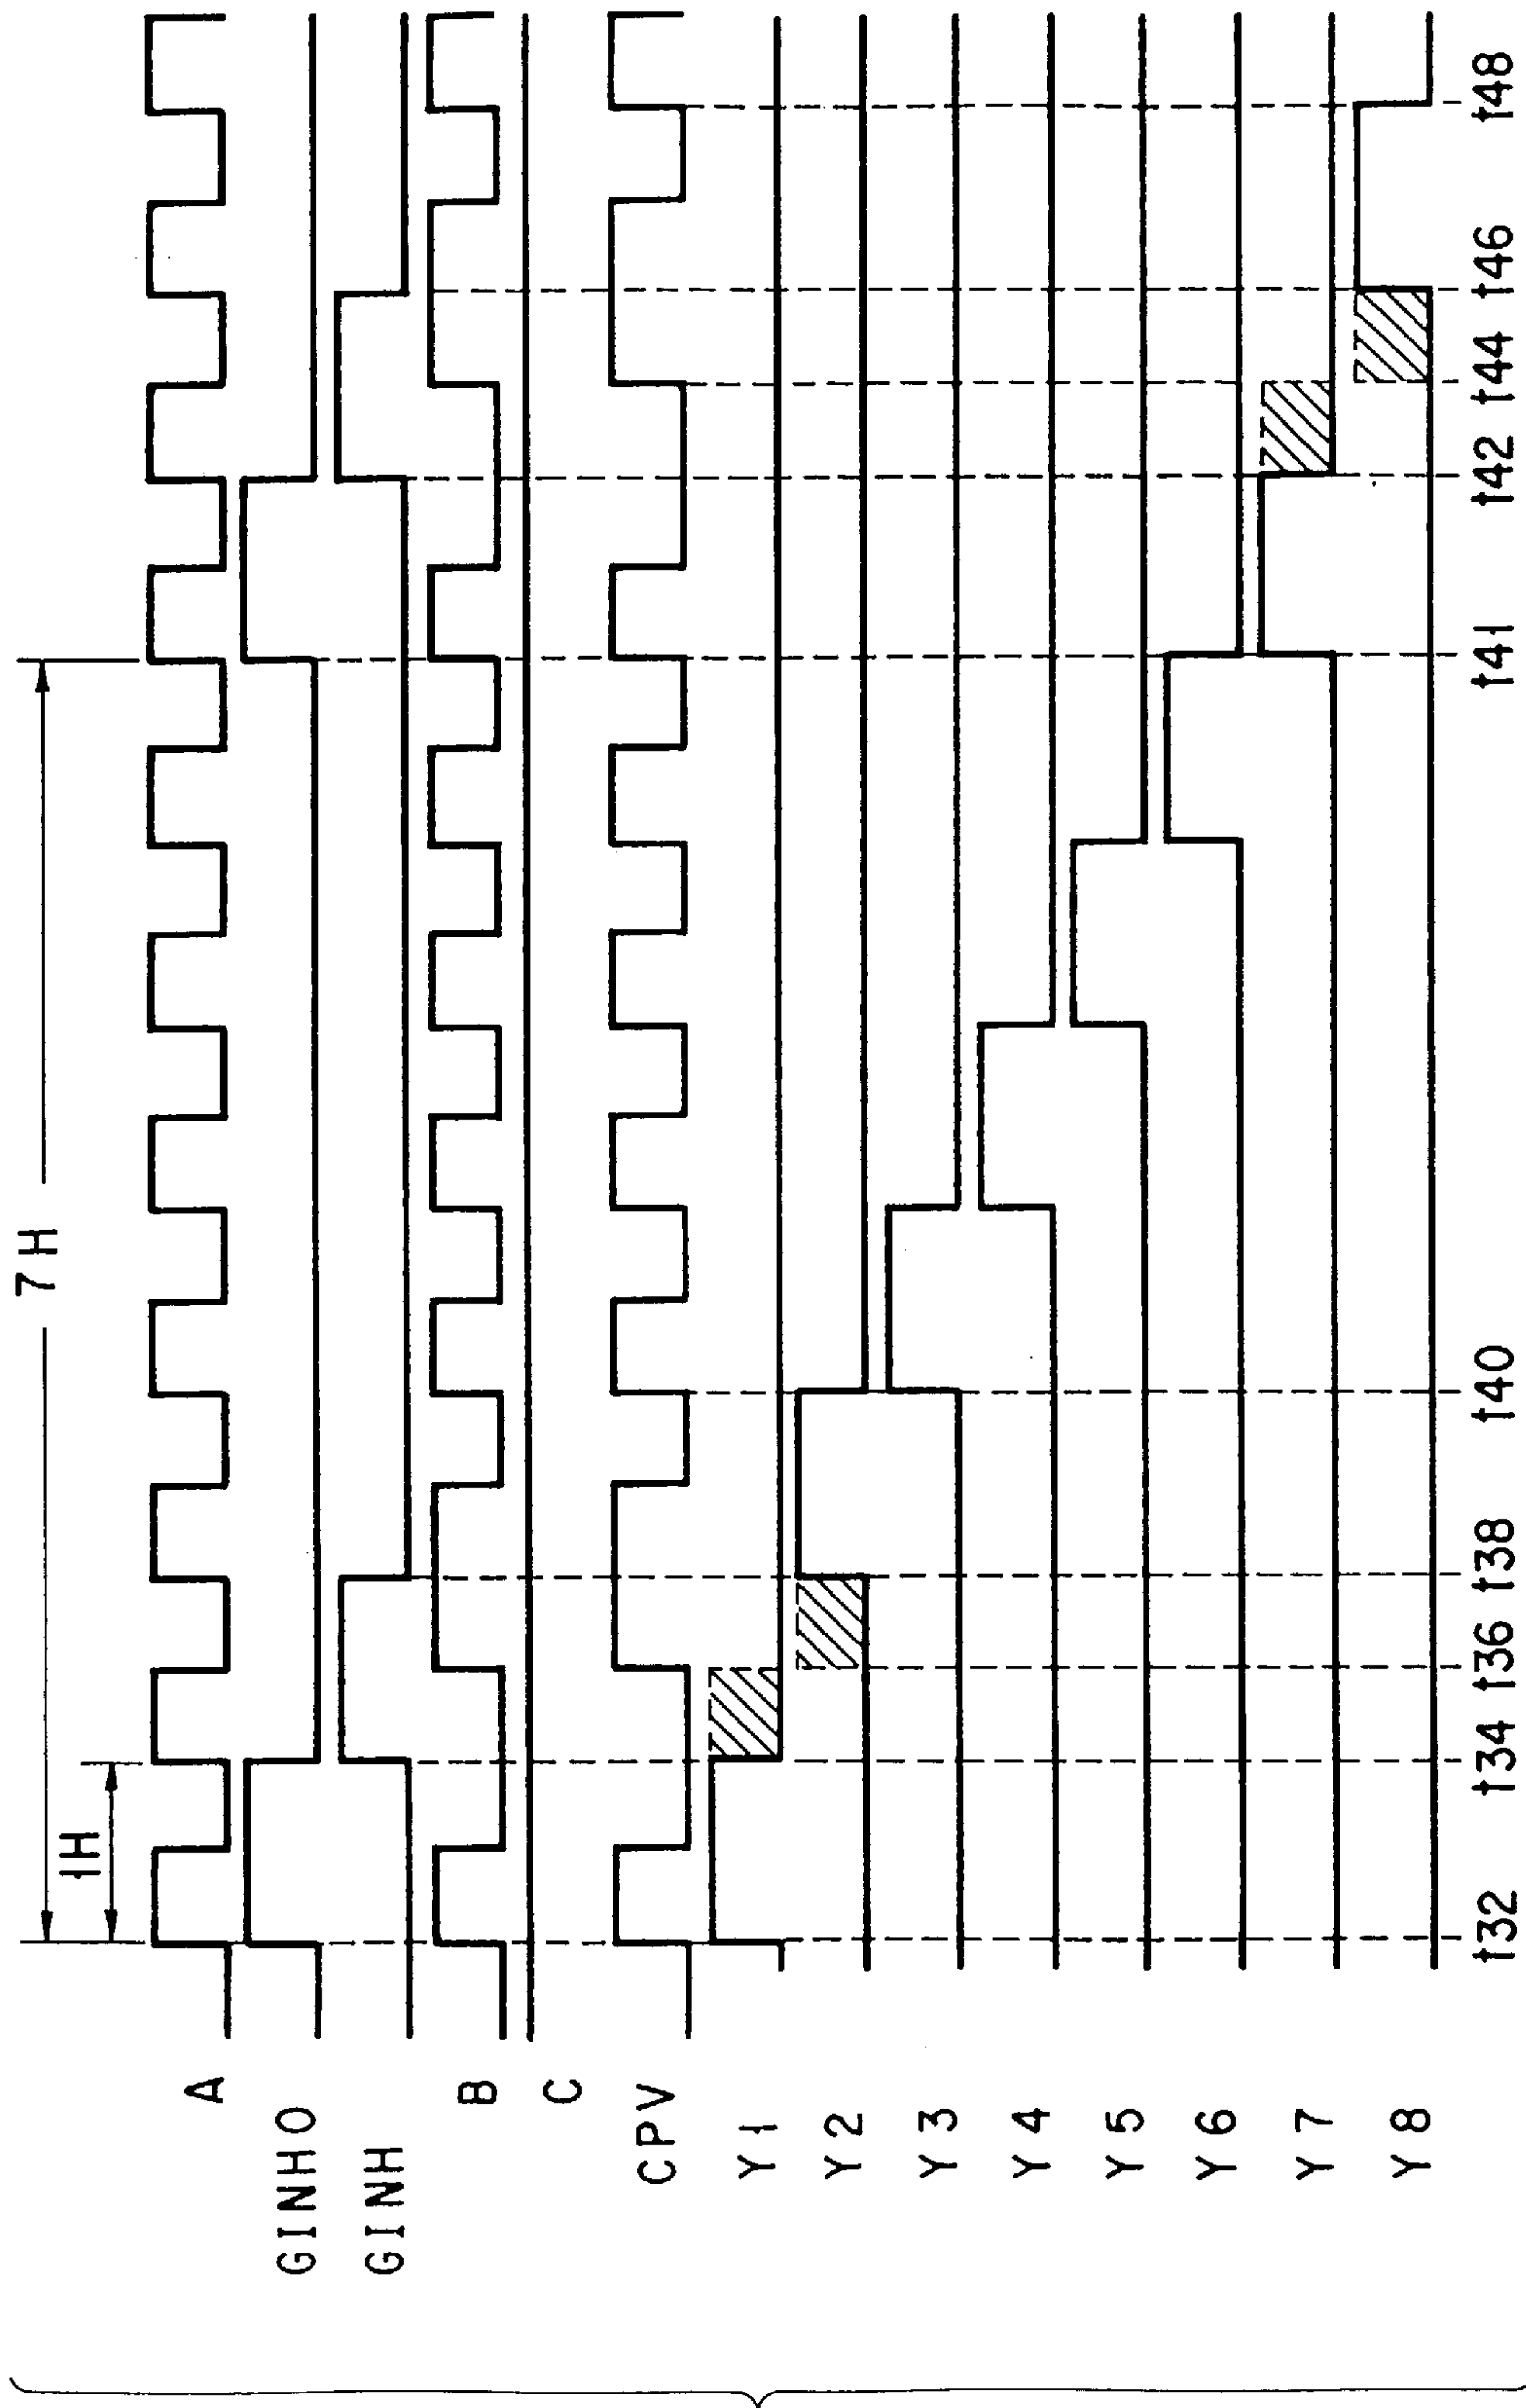 7H
1H
A
GINHO
GINH
B
C
CPV
Y1
Y2
Y3
Y4
Y5
Y6
Y7
Y8
t32 t34 t36 t38 t40 t41 t42 t44 t46 t48